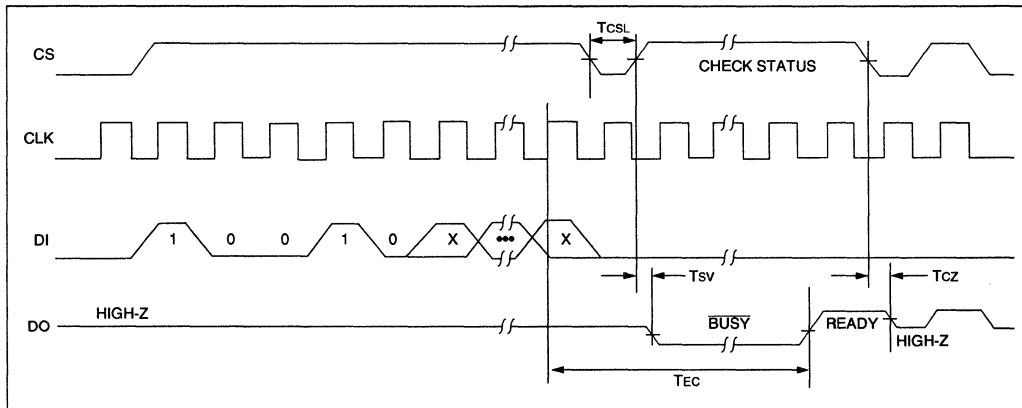 TCSL
CS
CHECK STATUS
CLK
DI
1 0 0 1 0 X ••• X
TSV
TCZ
HIGH-Z
DO
BUSY
READY
HIGH-Z
TEC